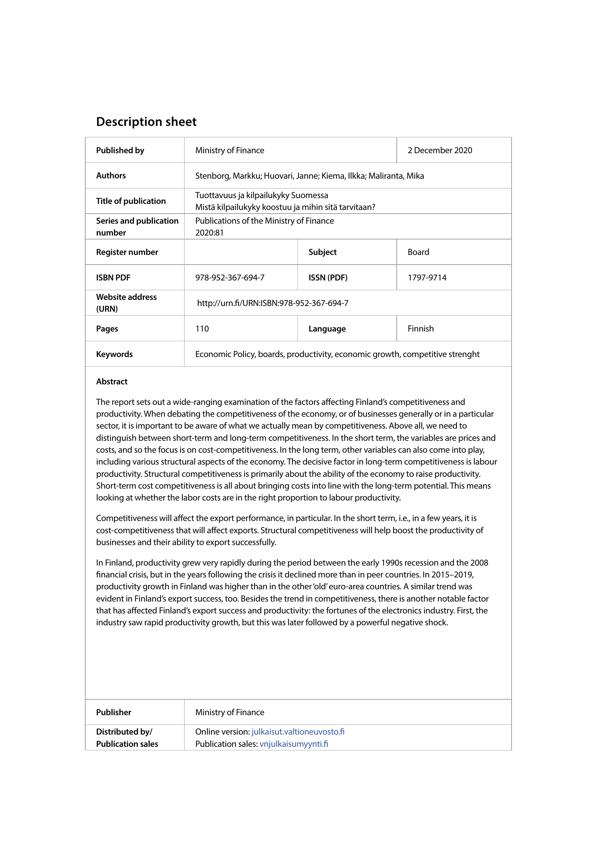 Description sheet
Published by Ministry of Finance 2 December 2020
Authors Stenborg, Markku; Huovari, Janne; Kiema, Ilkka; Maliranta, Mika
Title of publication Tuottavuus ja kilpailukyky Suomessa
Mistä kilpailukyky koostuu ja mihin sitä tarvitaan?
Series and publication Publications of the Ministry of Finance
number 2020:81
Register number Subject Board
ISBN PDF 978-952-367-694-7 ISSN (PDF) 1797-9714
Website address
(URN) http://urn.fi/URN:ISBN:978-952-367-694-7
Pages 110 Language Finnish
Keywords Economic Policy, boards, productivity, economic growth, competitive strenght
Abstract
The report sets out a wide-ranging examination of the factors affecting Finland's competitiveness and
productivity. When debating the competitiveness of the economy, or of businesses generally or in a particular
sector, it is important to be aware of what we actually mean by competitiveness. Above all, we need to
distinguish between short-term and long-term competitiveness. In the short term, the variables are prices and
costs, and so the focus is on cost-competitiveness. In the long term, other variables can also come into play,
including various structural aspects of the economy. The decisive factor in long-term competitiveness is labour
productivity. Structural competitiveness is primarily about the ability of the economy to raise productivity.
Short-term cost competitiveness is all about bringing costs into line with the long-term potential. This means
looking at whether the labor costs are in the right proportion to labour productivity.
Competitiveness will affect the export performance, in particular. In the short term, i.e., in a few years, it is
cost-competitiveness that will affect exports. Structural competitiveness will help boost the productivity of
businesses and their ability to export successfully.
In Finland, productivity grew very rapidly during the period between the early 1990s recession and the 2008
financial crisis, but in the years following the crisis it declined more than in peer countries. In 2015–2019,
productivity growth in Finland was higher than in the other 'old' euro-area countries. A similar trend was
evident in Finland's export success, too. Besides the trend in competitiveness, there is another notable factor
that has affected Finland's export success and productivity: the fortunes of the electronics industry. First, the
industry saw rapid productivity growth, but this was later followed by a powerful negative shock.
Publisher Ministry of Finance
Distributed by/ Online version: julkaisut.valtioneuvosto.fi
Publication sales Publication sales: vnjulkaisumyynti.fi